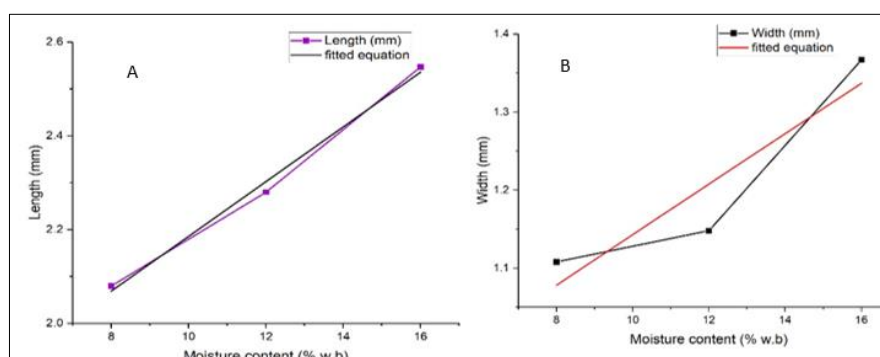 2.6
2.4
2.2
2.0
Length (mm)
Length (mm)
fitted equation
A
8
10
12
14
16
Moisture content (% w.b)
1.4
1.3
1.2
1.1
Width (mm)
Width (mm)
fitted equation
B
8
10
12
14
16
Moisture content (% w.b)